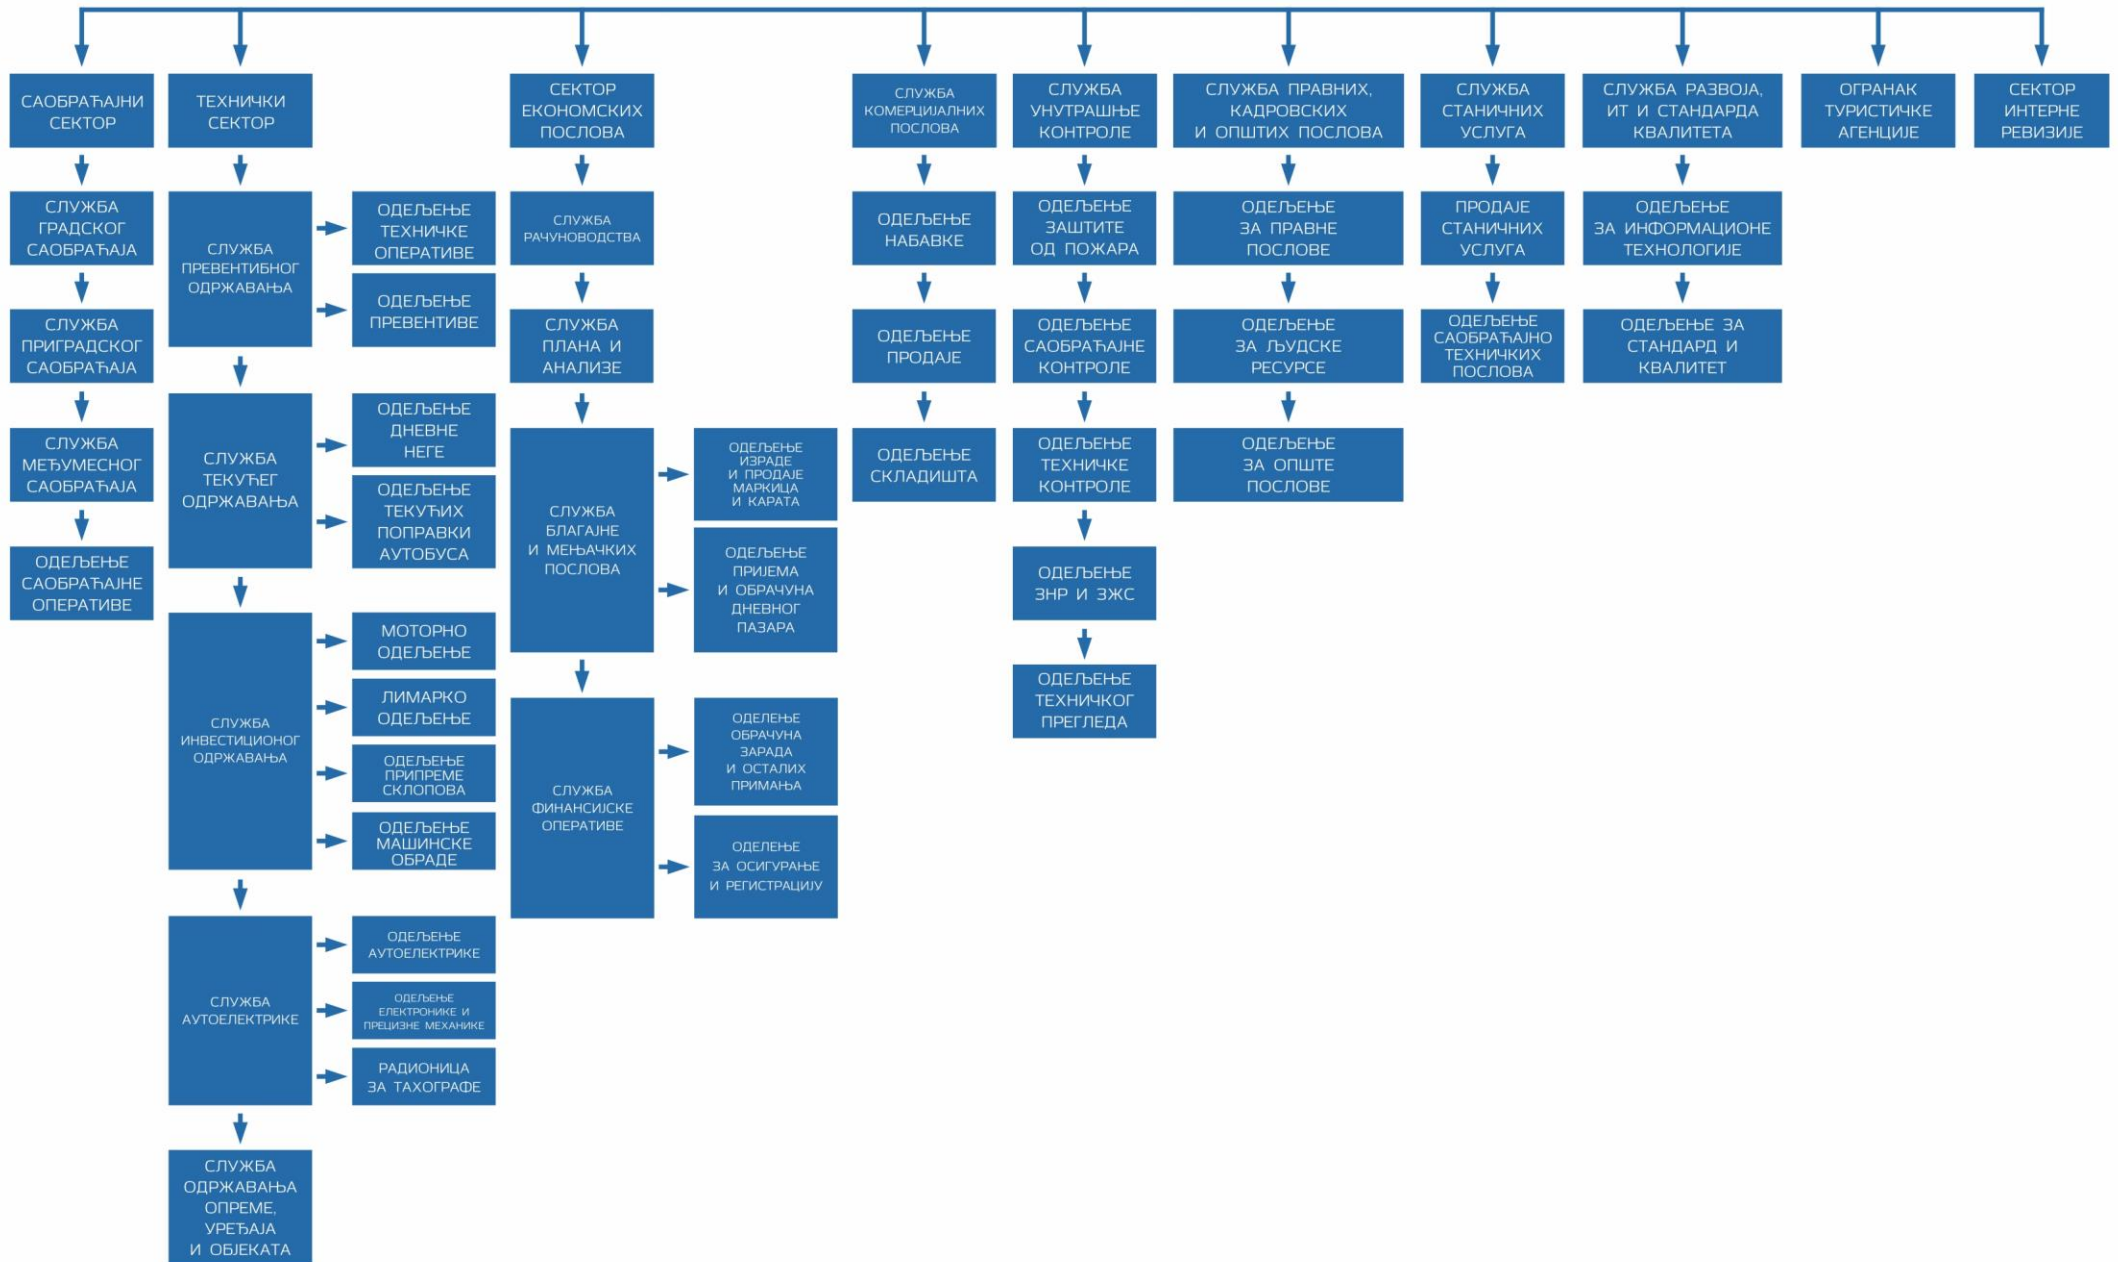 САОБРАЋАЈНИ
СЕКТОР
ТЕХНИЧКИ
СЕКТОР
СЕКТОР
ЕКОНОМСКИХ
ПОСЛОВА
СЛУЖБА
КОМЕРЦИЈАЛНИХ
ПОСЛОВА
СЛУЖБА
УНУТРАШЊЕ
КОНТРОЛЕ
СЛУЖБА ПРАВНИХ,
КАДРОВСКИХ
И ОПШТИХ ПОСЛОВА
СЛУЖБА
СТАНИЧНИХ
УСЛУГА
СЛУЖБА РАЗВОЈА,
ИТ И СТАНДАРДА
КВАЛИТЕТА
ОГРАНАК
ТУРИСТИЧКЕ
АГЕНЦИЈЕ
СЕКТОР
ИНТЕРНЕ
РЕВИЗИЈЕ
СЛУЖБА
ГРАДСКОГ
САОБРАЋАЈА
СЛУЖБА
ПРИГРАДСКОГ
САОБРАЋАЈА
СЛУЖБА
МЕЂУМЕСНОГ
САОБРАЋАЈА
ОДЕЉЕЊЕ
САОБРАЋАЈНЕ
ОПЕРАТИВЕ
СЛУЖБА
ПРЕВЕНТИБНОГ
ОДРЖАВАЊА
ОДЕЉЕЊЕ
ТЕХНИЧКЕ
ОПЕРАТИВЕ
ОДЕЉЕЊЕ
ПРЕВЕНТИВЕ
СЛУЖБА
ТЕКУЋЕГ
ОДРЖАВАЊА
ОДЕЉЕЊЕ
ДНЕВНЕ
НЕГЕ
ОДЕЉЕЊЕ
ТЕКУЋИХ
ПОПРАВКИ
АУТОБУСА
СЛУЖБА
ИНВЕСТИЦИОНОГ
ОДРЖАВАЊА
МОТОРНО
ОДЕЉЕЊЕ
ЛИМАРКО
ОДЕЉЕЊЕ
ОДЕЉЕЊЕ
ПРИПРЕМЕ
СКЛОПОВА
ОДЕЉЕЊЕ
МАШИНСКЕ
ОБРАДЕ
СЛУЖБА
АУТОЕЛЕКТРИКЕ
ОДЕЉЕЊЕ
АУТОЕЛЕКТРИКЕ
ОДЕЉЕЊЕ
ЕЛЕКТРОНИКЕ И
ПРЕЦИЗНЕ МЕХАНИКЕ
РАДИОНИЦА
ЗА ТАХОГРАФЕ
СЛУЖБА
ОДРЖАВАЊА
ОПРЕМЕ,
УРЕЂАЈА
И ОБЈЕКАТА
СЛУЖБА
РАЧУНОВОДСТВА
СЛУЖБА
ПЛАНА И
АНАЛИЗЕ
СЛУЖБА
БЛАГАЈНЕ
И МЕЊАЧКИХ
ПОСЛОВА
ОДЕЉЕЊЕ
ИЗРАДЕ
И ПРОДАЈЕ
МАРКИЦА
И КАРАТА
ОДЕЉЕЊЕ
ПРИЈЕМА
И ОБРАЧУНА
ДНЕВНОГ
ПАЗАРА
СЛУЖБА
ФИНАНСИЈСКЕ
ОПЕРАТИВЕ
ОДЕЛЕЊЕ
ОБРАЧУНА
ЗАРАДА
И ОСТАЛИХ
ПРИМАЊА
ОДЕЛЕЊЕ
ЗА ОСИГУРАЊЕ
И РЕГИСТРАЦИЈУ
ОДЕЉЕЊЕ
НАБАВКЕ
ОДЕЉЕЊЕ
ПРОДАЈЕ
ОДЕЉЕЊЕ
СКЛАДИШТА
ОДЕЉЕЊЕ
ЗАШТИТЕ
ОД ПОЖАРА
ОДЕЉЕЊЕ
САОБРАЋАЈНЕ
КОНТРОЛЕ
ОДЕЉЕЊЕ
ТЕХНИЧКЕ
КОНТРОЛЕ
ОДЕЉЕЊЕ
ЗНР И ЗЖС
ОДЕЉЕЊЕ
ТЕХНИЧКОГ
ПРЕГЛЕДА
ОДЕЉЕЊЕ
ЗА ПРАВНЕ
ПОСЛОВЕ
ОДЕЉЕЊЕ
ЗА ЉУДСКЕ
РЕСУРСЕ
ОДЕЉЕЊЕ
ЗА ОПШТЕ
ПОСЛОВЕ
ПРОДАЈЕ
СТАНИЧНИХ
УСЛУГА
ОДЕЉЕЊЕ
САОБРАЋАЈНО
ТЕХНИЧКИХ
ПОСЛОВА
ОДЕЉЕЊЕ
ЗА ИНФОРМАЦИОНЕ
ТЕХНОЛОГИЈЕ
ОДЕЉЕЊЕ ЗА
СТАНДАРД И
КВАЛИТЕТ